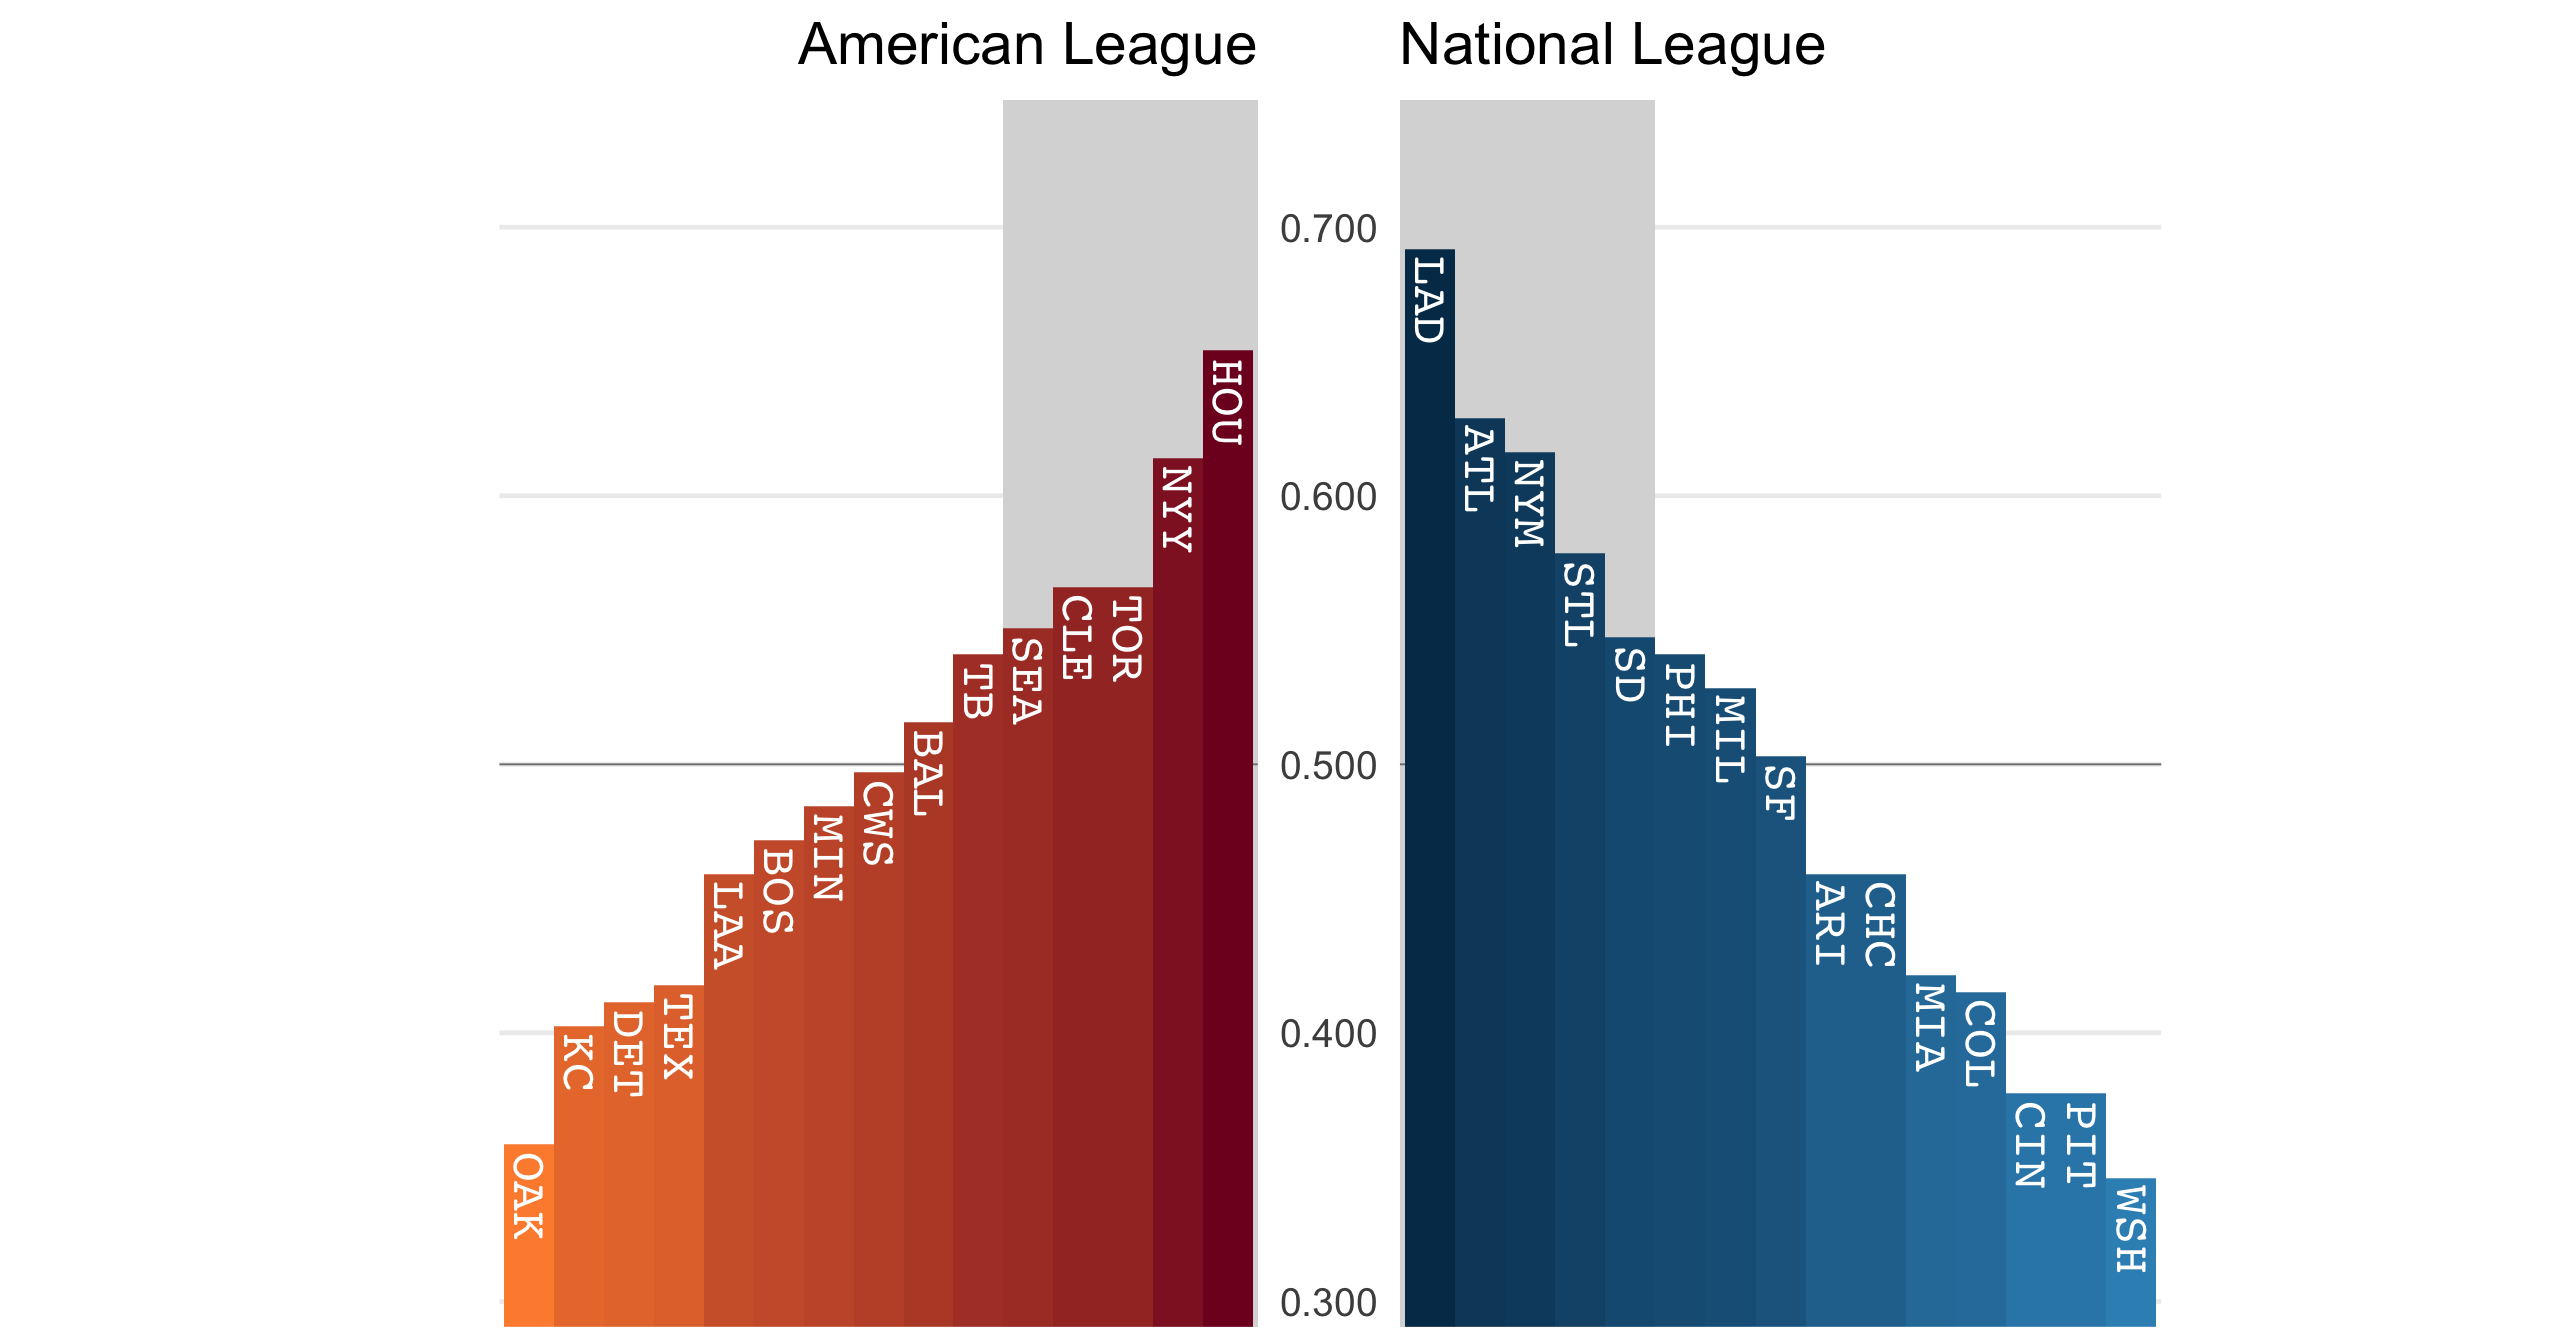 American League
National League
0.700
0.600
0.500
0.400
0.300
OAK
KC
DET
TEX
LAA
BOS
MIN
CWS
BAL
TB
SEA
CLE
TOR
NYY
HOU
LAD
ATL
NYM
STL
SD
PHI
MIL
SF
ARI
CHC
MIA
COL
CIN
PIT
WSH